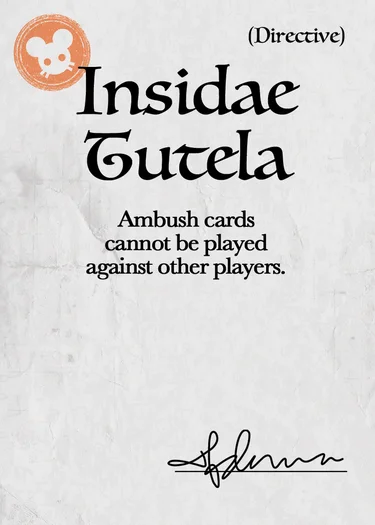 (Directive)
Insidae
Tutela
Ambush cards
cannot be played
against other players.